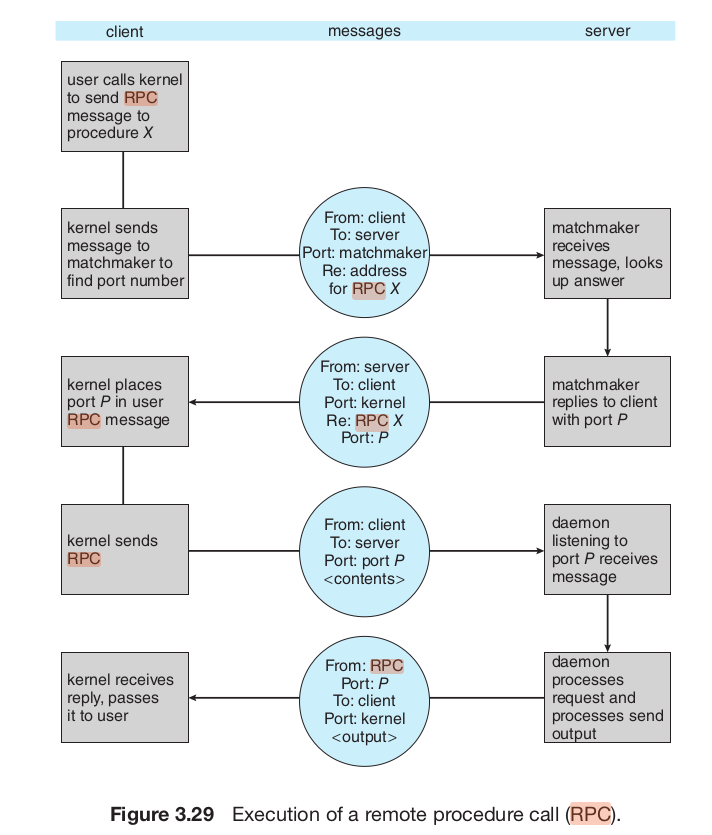 client
messages
server
user calls kernel
to send RPC
message to
procedure X
kernel sends
message to
matchmaker to
find port number
From: client
To: server
Port: matchmaker
Re: address
for RPC X
matchmaker
receives
message, looks
up answer
kernel places
port P in user
RPC message
From: server
To: client
Port: kernel
Re: RPC X
Port: P
matchmaker
replies to client
with port P
kernel sends
RPC
From: client
To: server
Port: port P
<contents>
daemon
listening to
port P receives
message
kernel receives
reply, passes
it to user
From: RPC
Port: P
To: client
Port: kernel
<output>
daemon
processes
request and
processes send
output
Figure 3.29 Execution of a remote procedure call (RPC).